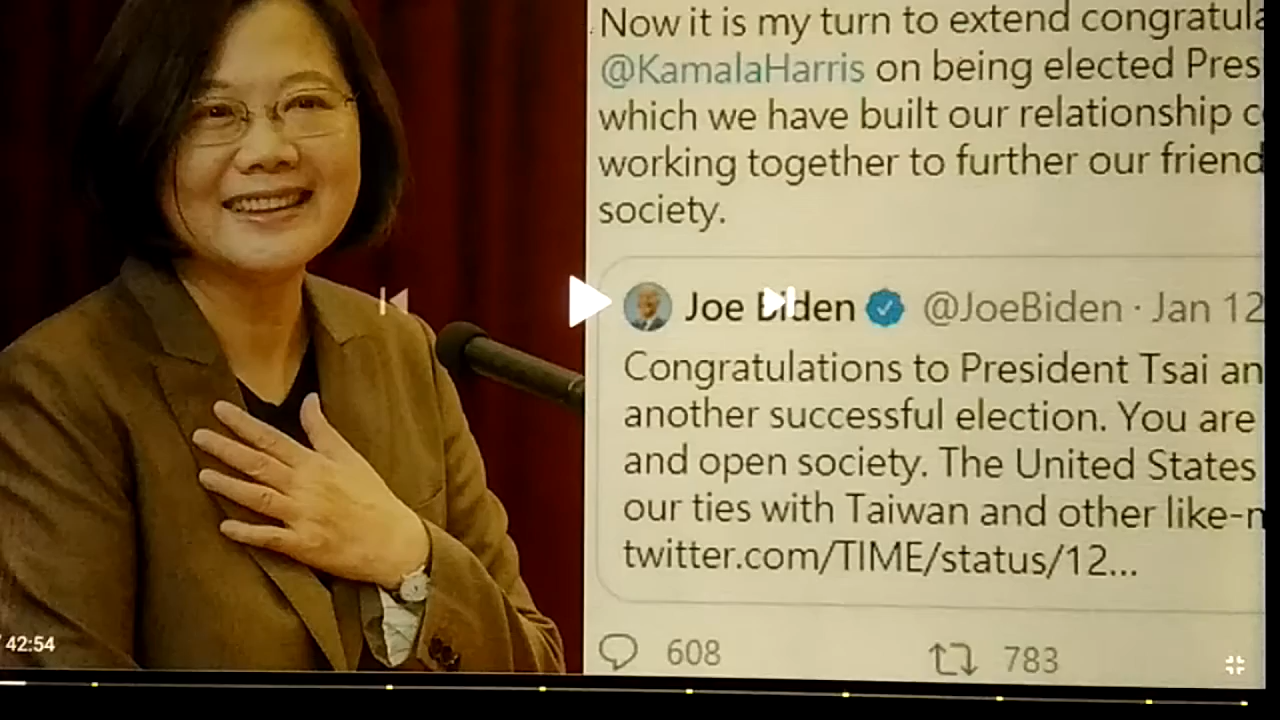 Now it is my turn to extend congratula
@KamalaHarris on being elected Pres
which we have built our relationship c
working together to further our friend
society.
Joe Biden @JoeBiden · Jan 12
Congratulations to President Tsai an
another successful election. You are
and open society. The United States
our ties with Taiwan and other like-m
twitter.com/TIME/status/12...
/ 42:54
608 783